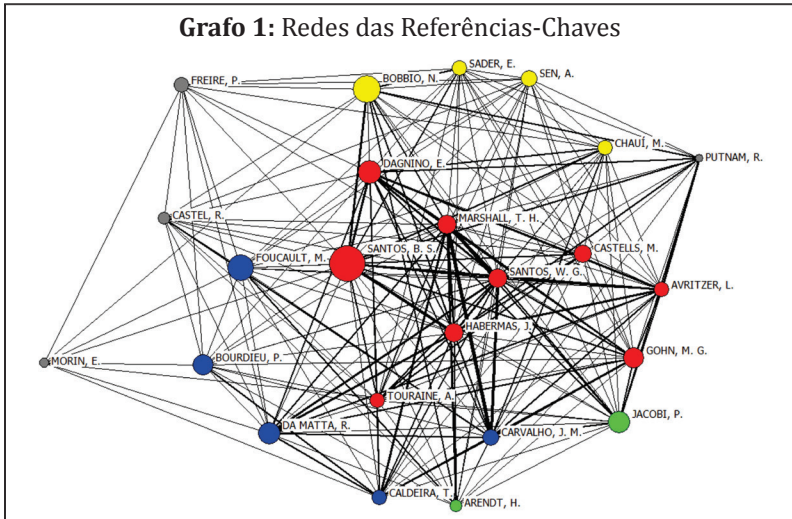 Grafo 1: Redes das Referências-Chaves
SADER, E.
FREIRE, P.
BOBBIO, N.
SEN, A.
CHAUÍ, M.
PUTNAM, R.
DAGNINO, E.
CASTEL, R.
MARSHALL, T. H.
FOUCAULT, M.
SANTOS, B. S.
CASTELLS, M.
SANTOS, W. G.
AVRITZER, L.
HABERMAS, J.
MORIN, E.
BOURDIEU, P.
GOHN, M. G.
TOURAINE, A.
JACOBI, P.
DA MATTA, R.
CARVALHO, J. M.
CALDEIRA, T.
ARENDT, H.